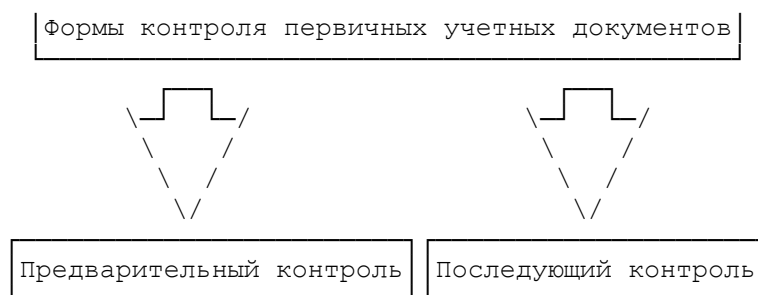 Формы контроля первичных учетных документов
Предварительный контроль
Последующий контроль